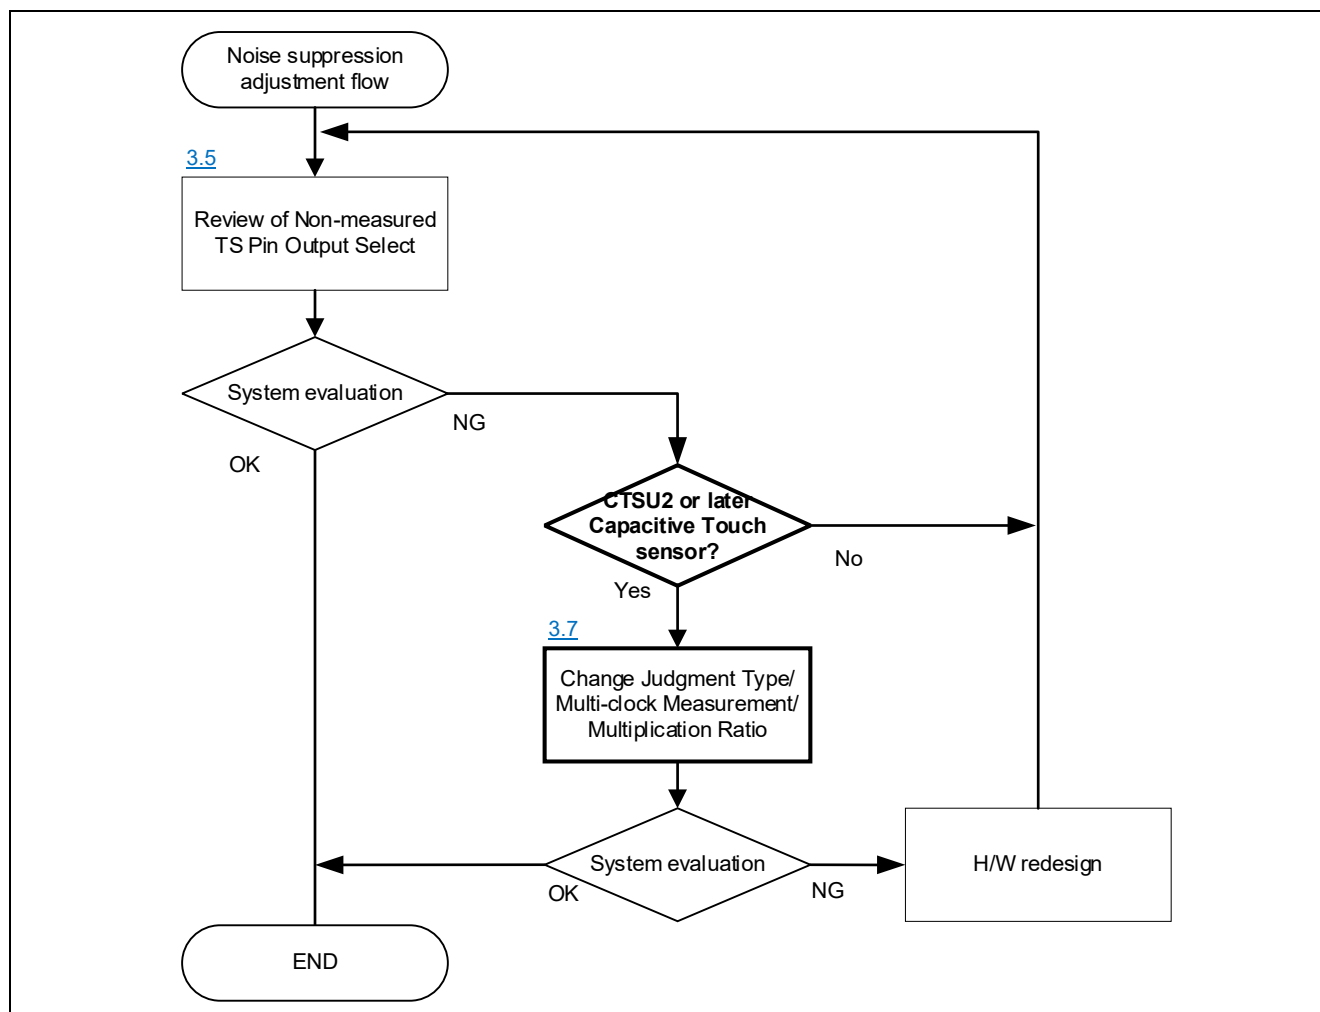 Noise suppression
adjustment flow
3.5
Review of Non-measured
TS Pin Output Select
System evaluation
NG
OK
CTSU2 or later
Capacitive Touch
sensor?
No
Yes
3.7
Change Judgment Type/
Multi-clock Measurement/
Multiplication Ratio
System evaluation
OK
NG
H/W redesign
END